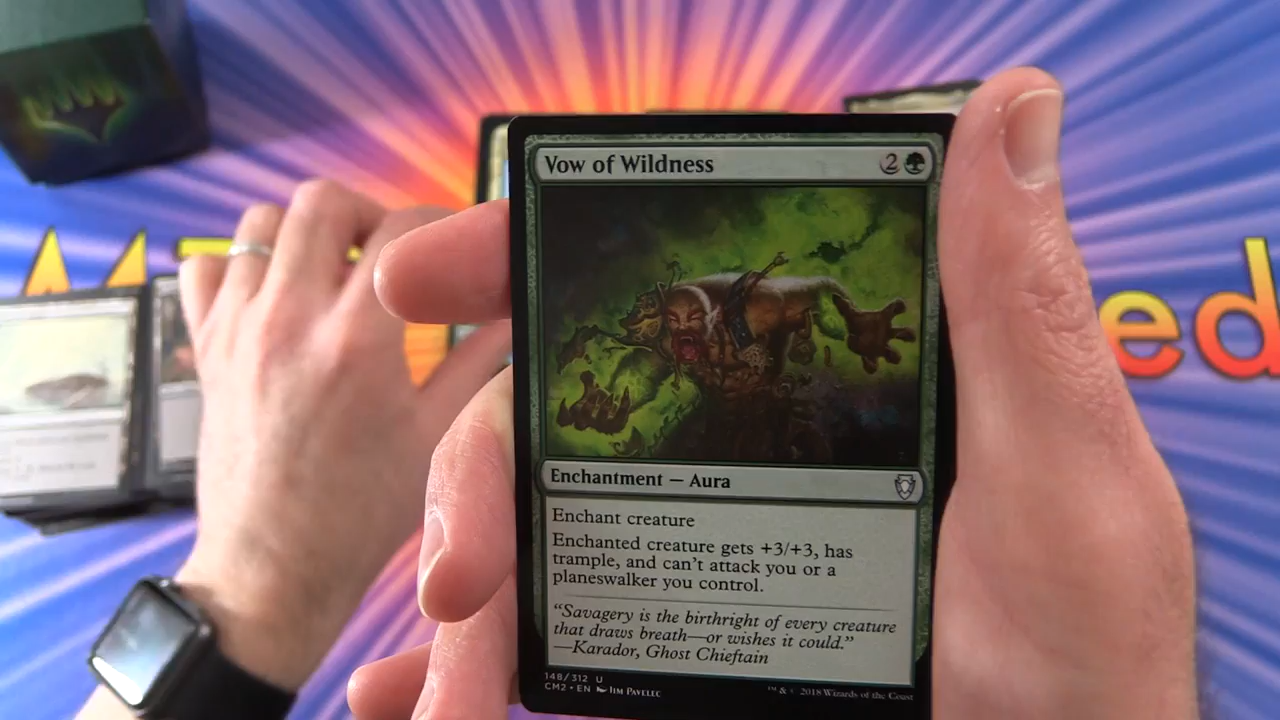 Vow of Wildness 2
Enchantment — Aura
Enchant creature
Enchanted creature gets +3/+3, has
trample, and can't attack you or a
planeswalker you control.
“Savagery is the birthright of every creature
that draws breath—or wishes it could.”
—Karador, Ghost Chieftain
148/312 U
CM2 • EN Jim Pavelec
™ & © 2018 Wizards of the Coast
ed